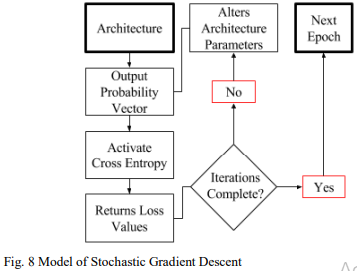 Architecture
Alters
Architecture
Parameters
Next
Epoch
Output
Probability
Vector
No
Activate
Cross Entropy
Iterations
Complete?
Yes
Returns Loss
Values
Fig. 8 Model of Stochastic Gradient Descent